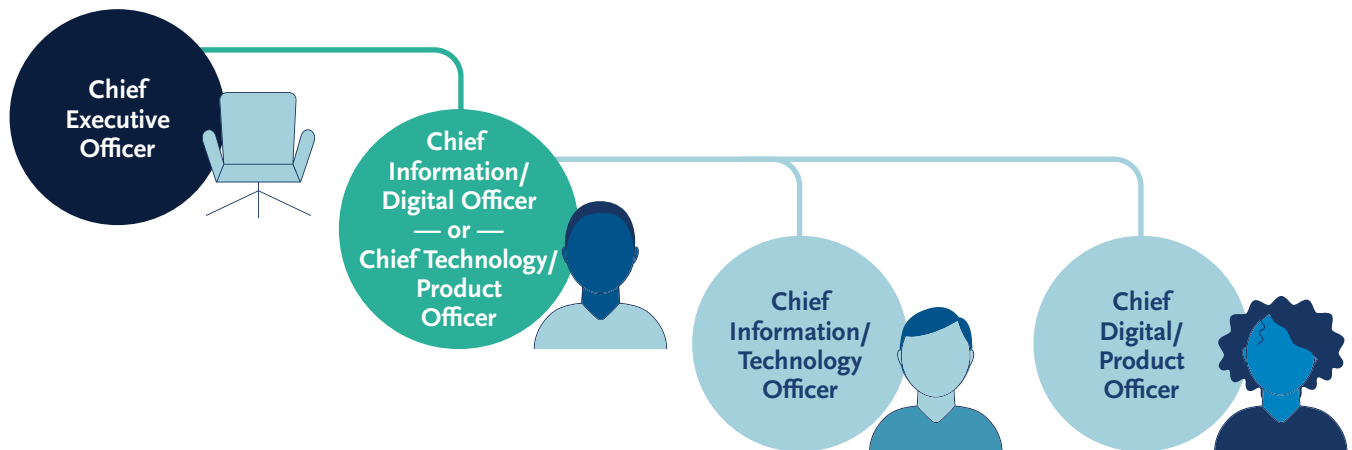 Chief
Executive
Officer
Chief
Information/
Digital Officer
— or —
Chief Technology/
Product
Officer
Chief
Information/
Technology
Officer
Chief
Digital/
Product
Officer